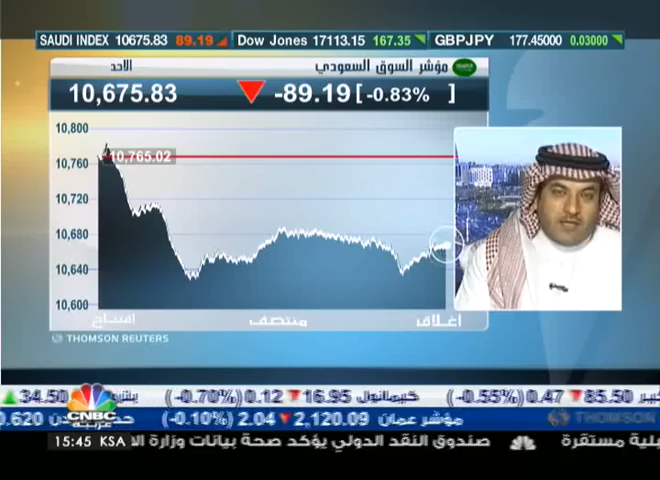 SAUDI INDEX 10675.83 89.19 Dow Jones 17113.15 167.35 GBPJPY 177.45000 0.03000
مؤشر السوق السعودي الاحد
10,675.83 -89.19 [ -0.83% ]
10,800
10,765.02
10,760
10,720
10,680
10,640
10,600
افتتاح منتصف اغلاق
THOMSON REUTERS
85.50 0.47 (-0.55%) كيمانول 16.95 0.12 (-0.70%) 34.50
مؤشر عمان 2,120.09 2.04 (-0.10%) 0.620
THOMSON
CNBC
عربية
15:45 KSA
صندوق النقد الدولي يؤكد صحة بيانات وزارة
مستقرة